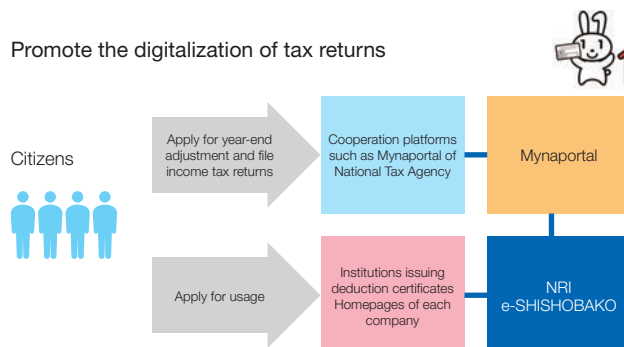 Promote the digitalization of tax returns
Citizens
Apply for year-end
adjustment and file
income tax returns
Cooperation platforms
such as Mynaportal of
National Tax Agency
Mynaportal
Apply for usage
Institutions issuing
deduction certificates
Homepages of each
company
NRI
e-SHISHOBAKO